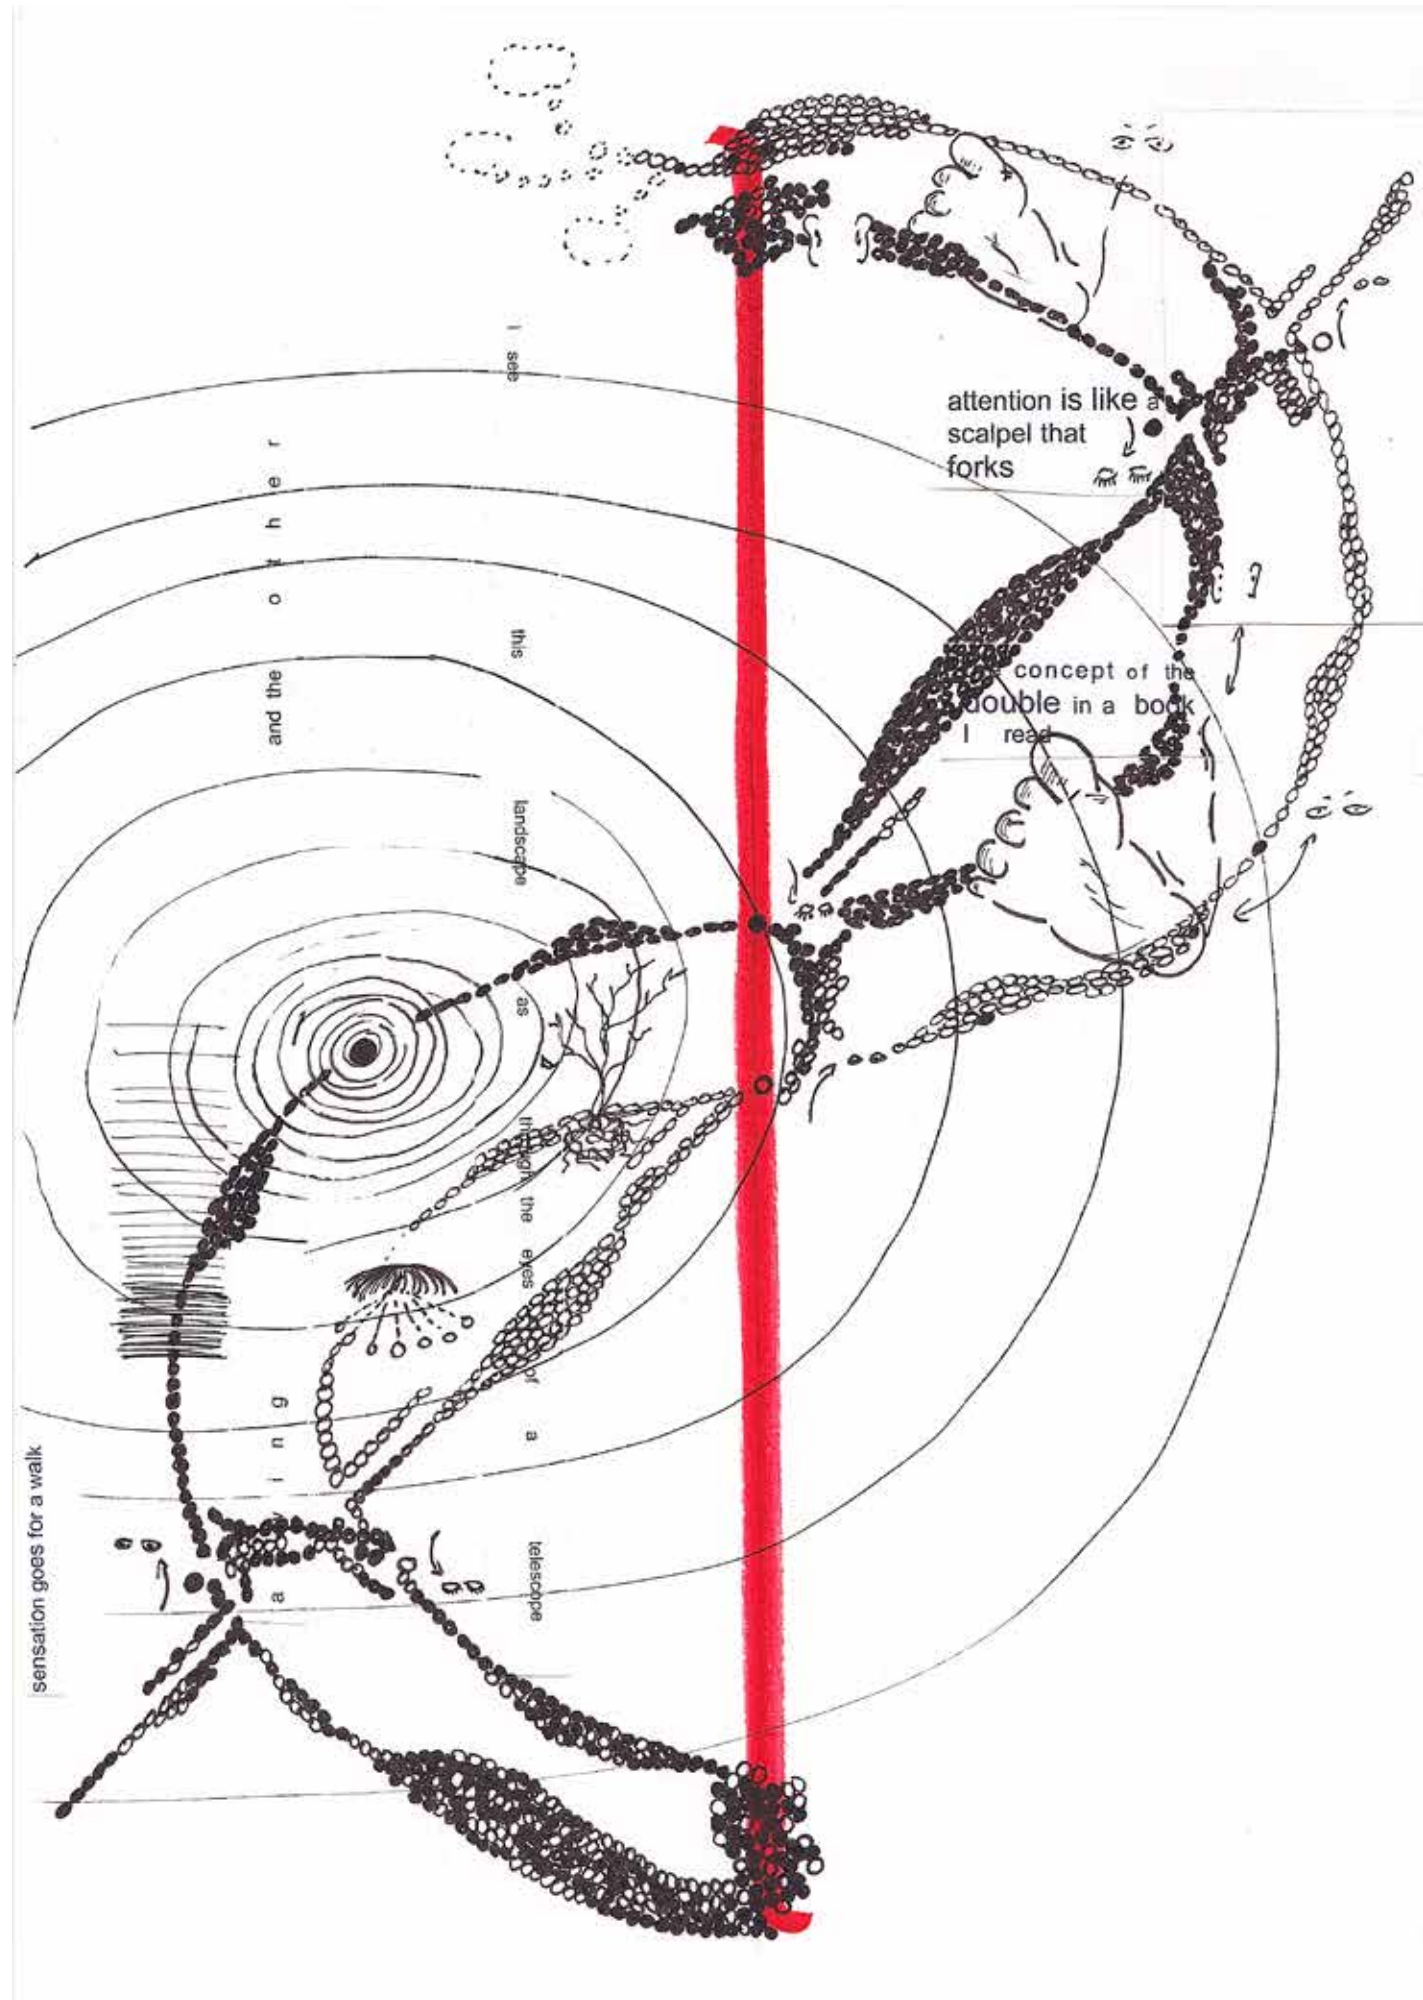 attention is like a
scalpel that
forks
concept of the
double in a book
I read
I see this landscape as though the eyes of a telescope
and the o t h e r
sensation goes for a walk